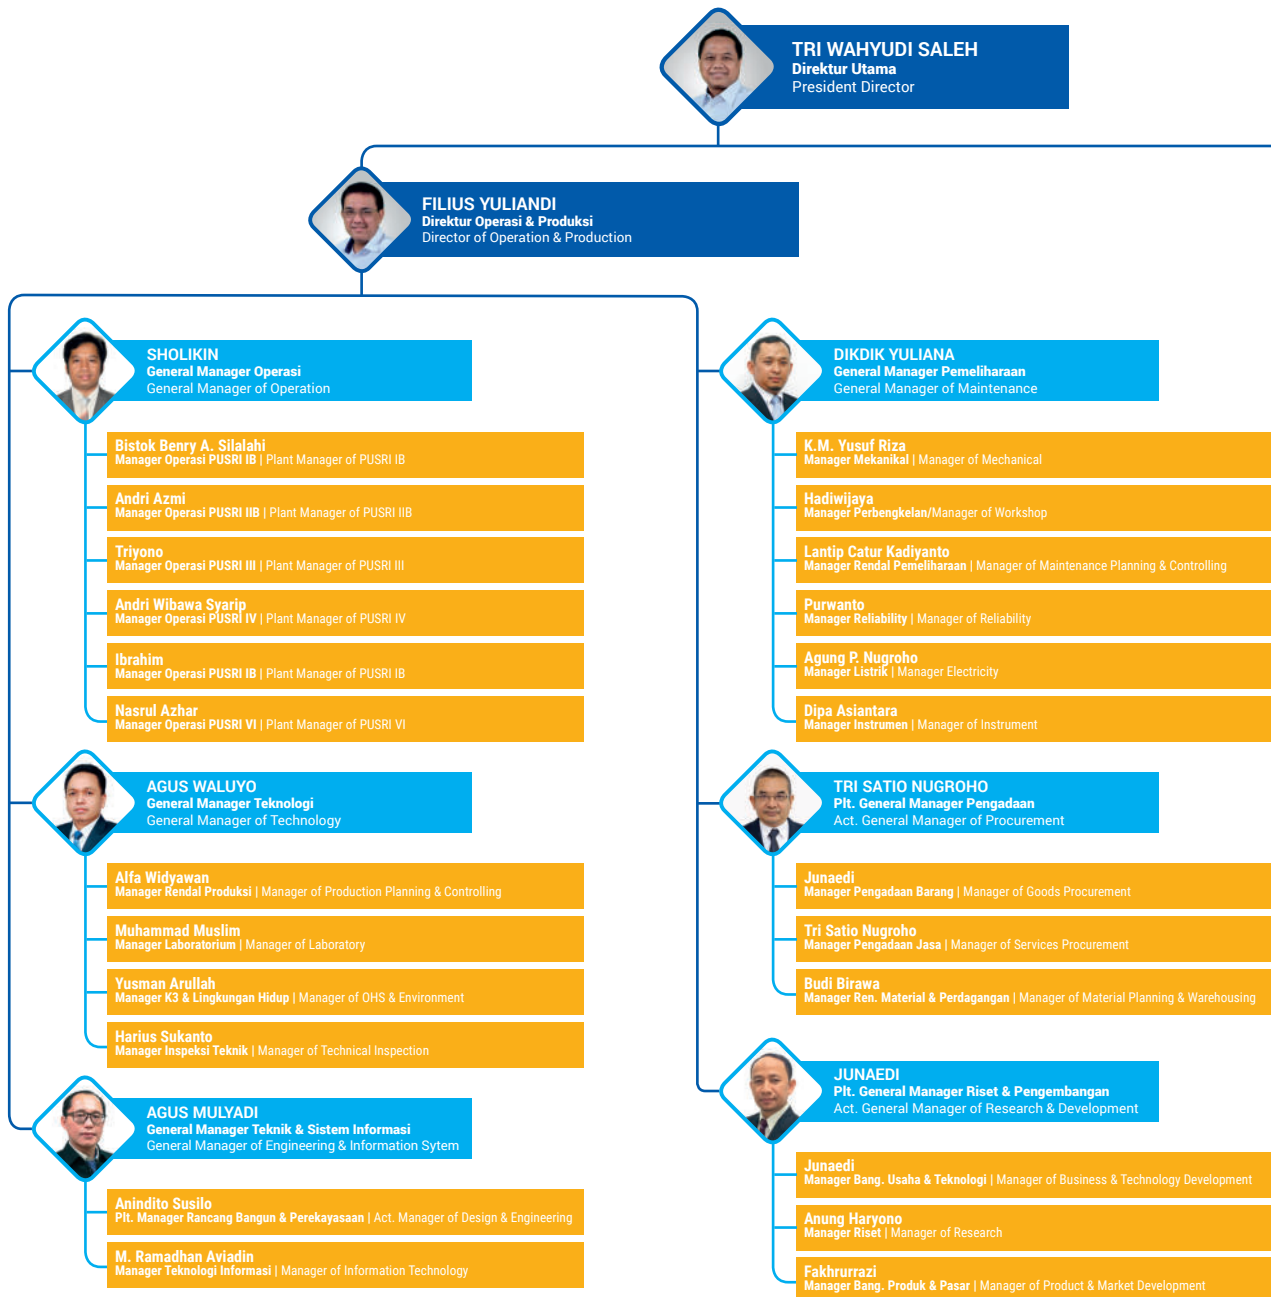 TRI WAHYUDI SALEH
Direktur Utama
President Director
FILIUS YULIANDI
Direktur Operasi & Produksi
Director of Operation & Production
SHOLIKIN
General Manager Operasi
General Manager of Operation
Bistok Benry A. Silalahi
Manager Operasi PUSRI IB | Plant Manager of PUSRI IB
Andri Azmi
Manager Operasi PUSRI IIB | Plant Manager of PUSRI IIB
Triyono
Manager Operasi PUSRI III | Plant Manager of PUSRI III
Andri Wibawa Syarip
Manager Operasi PUSRI IV | Plant Manager of PUSRI IV
Ibrahim
Manager Operasi PUSRI IB | Plant Manager of PUSRI IB
Nasrul Azhar
Manager Operasi PUSRI VI | Plant Manager of PUSRI VI
AGUS WALUYO
General Manager Teknologi
General Manager of Technology
Alfa Widyawan
Manager Rendal Produksi | Manager of Production Planning & Controlling
Muhammad Muslim
Manager Laboratorium | Manager of Laboratory
Yusman Arullah
Manager K3 & Lingkungan Hidup | Manager of OHS & Environment
Harius Sukanto
Manager Inspeksi Teknik | Manager of Technical Inspection
AGUS MULYADI
General Manager Teknik & Sistem Informasi
General Manager of Engineering & Information Sytem
Anindito Susilo
Plt. Manager Rancang Bangun & Perekayasaan | Act. Manager of Design & Engineering
M. Ramadhan Aviadin
Manager Teknologi Informasi | Manager of Information Technology
DIKDIK YULIANA
General Manager Pemeliharaan
General Manager of Maintenance
K.M. Yusuf Riza
Manager Mekanikal | Manager of Mechanical
Hadiwijaya
Manager Perbengkelan/Manager of Workshop
Lantip Catur Kadiyanto
Manager Rendal Pemeliharaan | Manager of Maintenance Planning & Controlling
Purwanto
Manager Reliability | Manager of Reliability
Agung P. Nugroho
Manager Listrik | Manager Electricity
Dipa Asiantara
Manager Instrumen | Manager of Instrument
TRI SATIO NUGROHO
Plt. General Manager Pengadaan
Act. General Manager of Procurement
Junaedi
Manager Pengadaan Barang | Manager of Goods Procurement
Tri Satio Nugroho
Manager Pengadaan Jasa | Manager of Services Procurement
Budi Birawa
Manager Ren. Material & Perdagangan | Manager of Material Planning & Warehousing
JUNAEDI
Plt. General Manager Riset & Pengembangan
Act. General Manager of Research & Development
Junaedi
Manager Bang. Usaha & Teknologi | Manager of Business & Technology Development
Anung Haryono
Manager Riset | Manager of Research
Fakhrurrazi
Manager Bang. Produk & Pasar | Manager of Product & Market Development